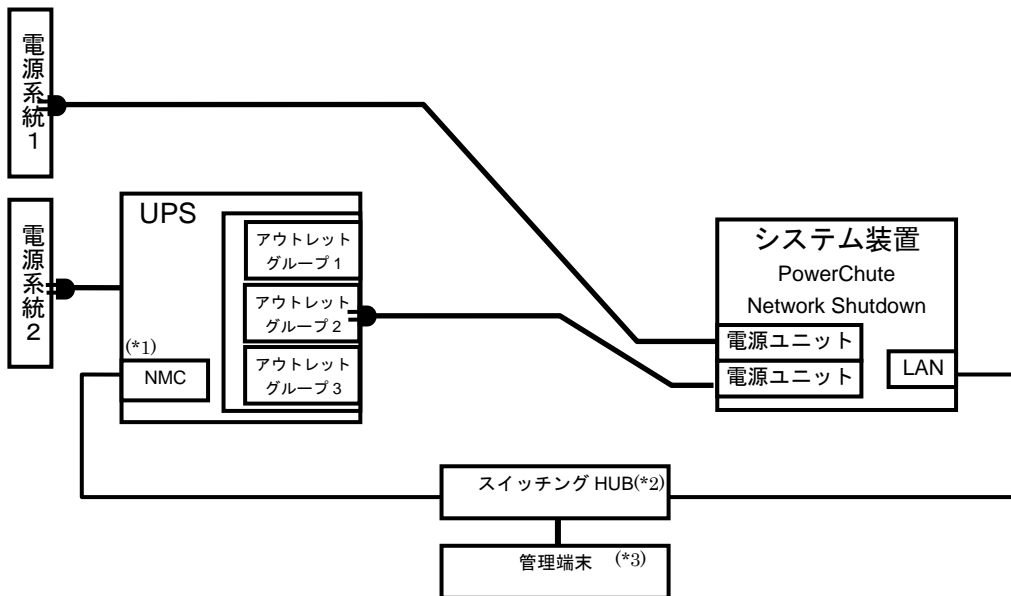 電源系統1
電源系統2
UPS
アウトレット
グループ1
アウトレット
グループ2
アウトレット
グループ3
(*1)
NMC
システム装置
PowerChute
Network Shutdown
電源ユニット
電源ユニット
LAN
スイッチング HUB(*2)
管理端末 (*3)